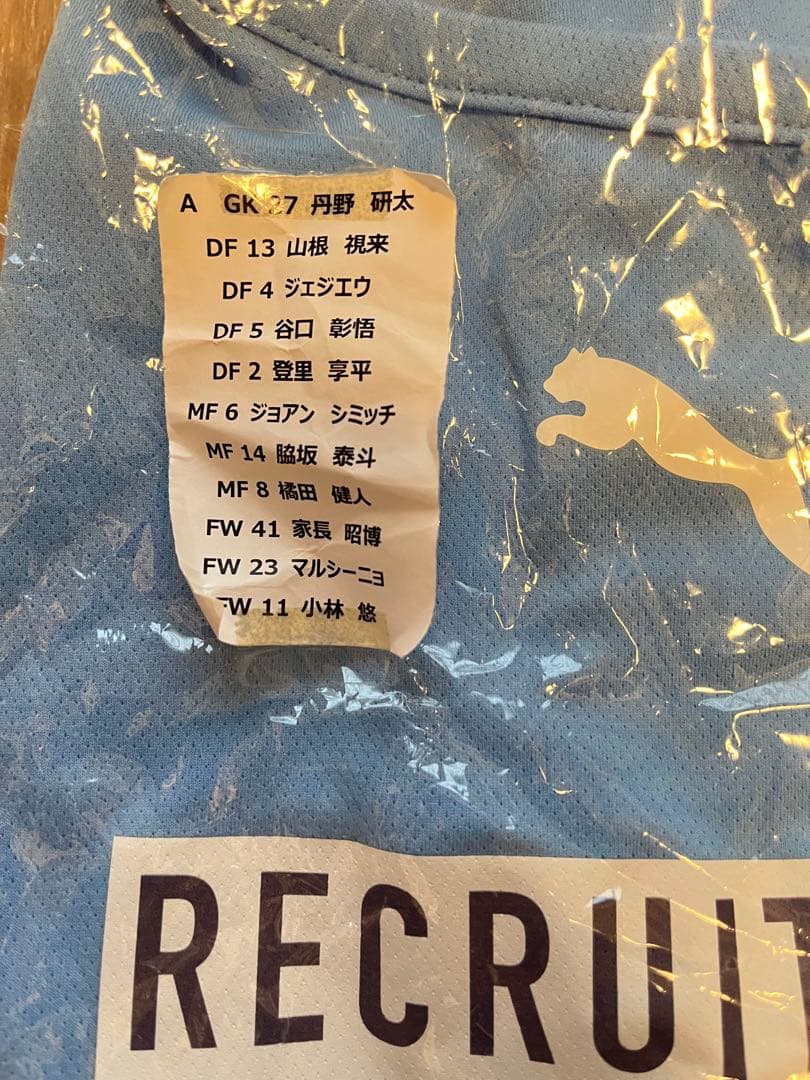 A GK 27 丹野 研太
DF 13 山根 視来
DF 4 ジェジエウ
DF 5 谷口 彰悟
DF 2 登里 享平
MF 6 ジョアン シミッチ
MF 14 脇坂 泰斗
MF 8 橘田 健人
FW 41 家長 昭博
FW 23 マルシーニョ
FW 11 小林 悠
RECRUIT